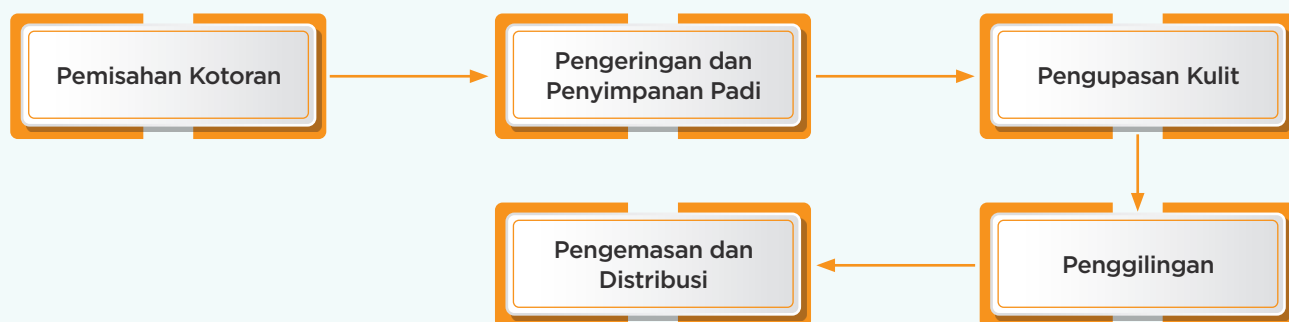 Pemisahan Kotoran
Pengeringan dan
Penyimpanan Padi
Pengupasan Kulit
Penggilingan
Pengemasan dan
Distribusi